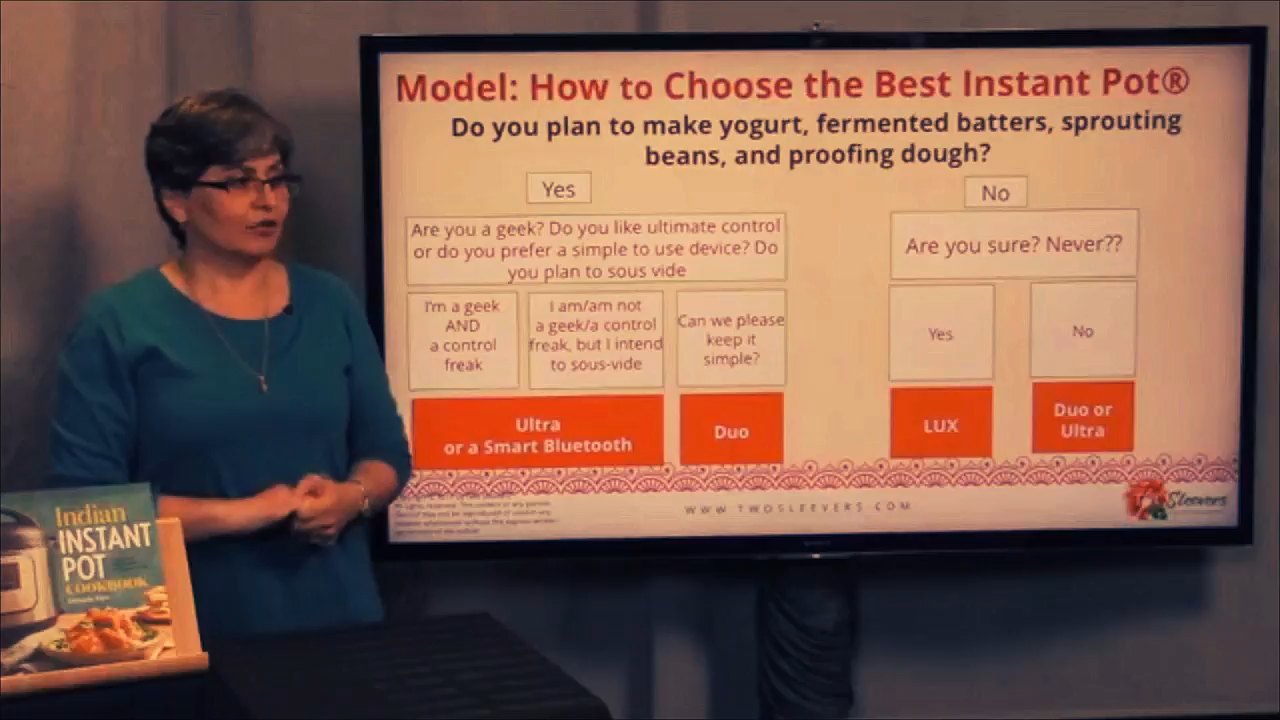 Model: How to Choose the Best Instant Pot®
Do you plan to make yogurt, fermented batters, sprouting
beans, and proofing dough?
Yes
No
Are you a geek? Do you like ultimate control
or do you prefer a simple to use device? Do
you plan to sous vide
Are you sure? Never??
I'm a geek
AND
a control
freak
I am/am not
a geek/a control
freak, but I intend
to sous-vide
Can we please
keep it
simple?
Yes
No
Ultra
or a Smart Bluetooth
Duo
LUX
Duo or
Ultra
WWW.TWOSLEEVERS.COM
Sleevers
Indian
INSTANT
POT
COOKBOOK